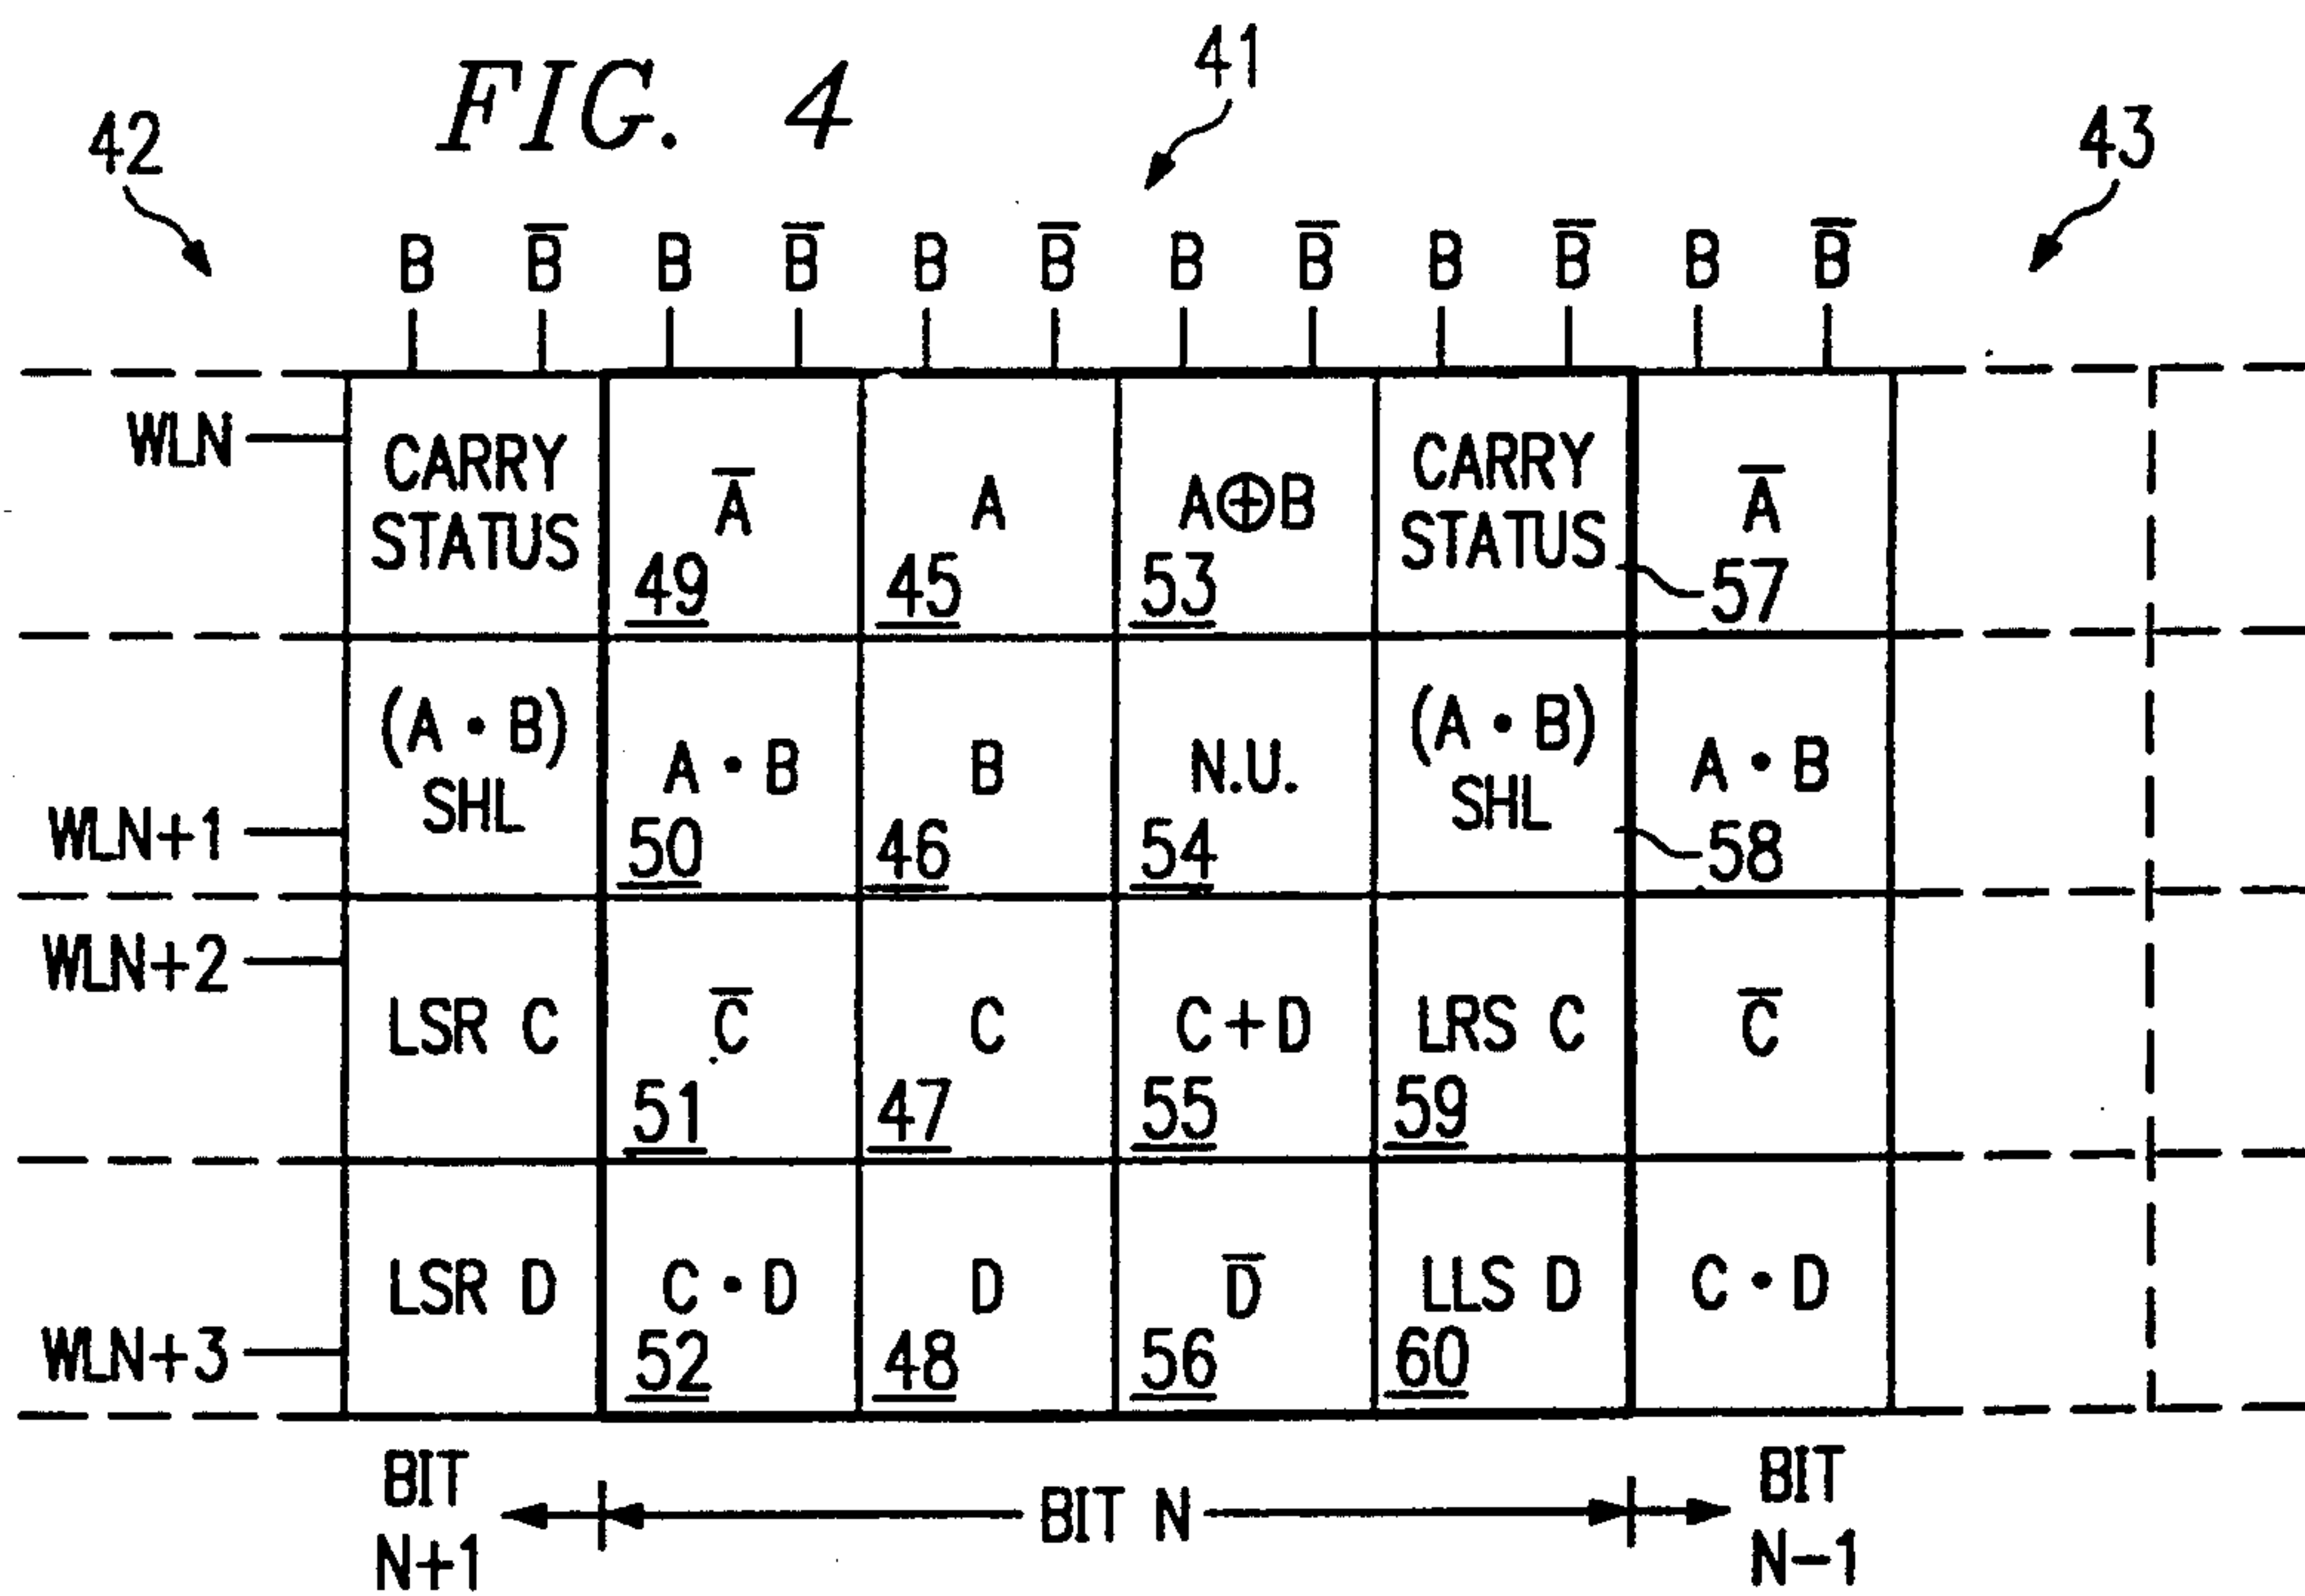 FIG. 4
41
42
43
B B̅ B B̅ B B̅ B B̅ B B̅ B B̅
WLN
CARRY STATUS
A̅
49
A
45
A⊕B
53
CARRY STATUS
57
A̅
WLN+1
(A • B) SHL
A • B
50
B
46
N.U.
54
(A • B) SHL
58
A • B
WLN+2
LSR C
C̅
51
C
47
C+D
55
LRS C
59
C̅
WLN+3
LSR D
C • D
52
D
48
D̅
56
LLS D
60
C • D
BIT N+1
BIT N
BIT N-1